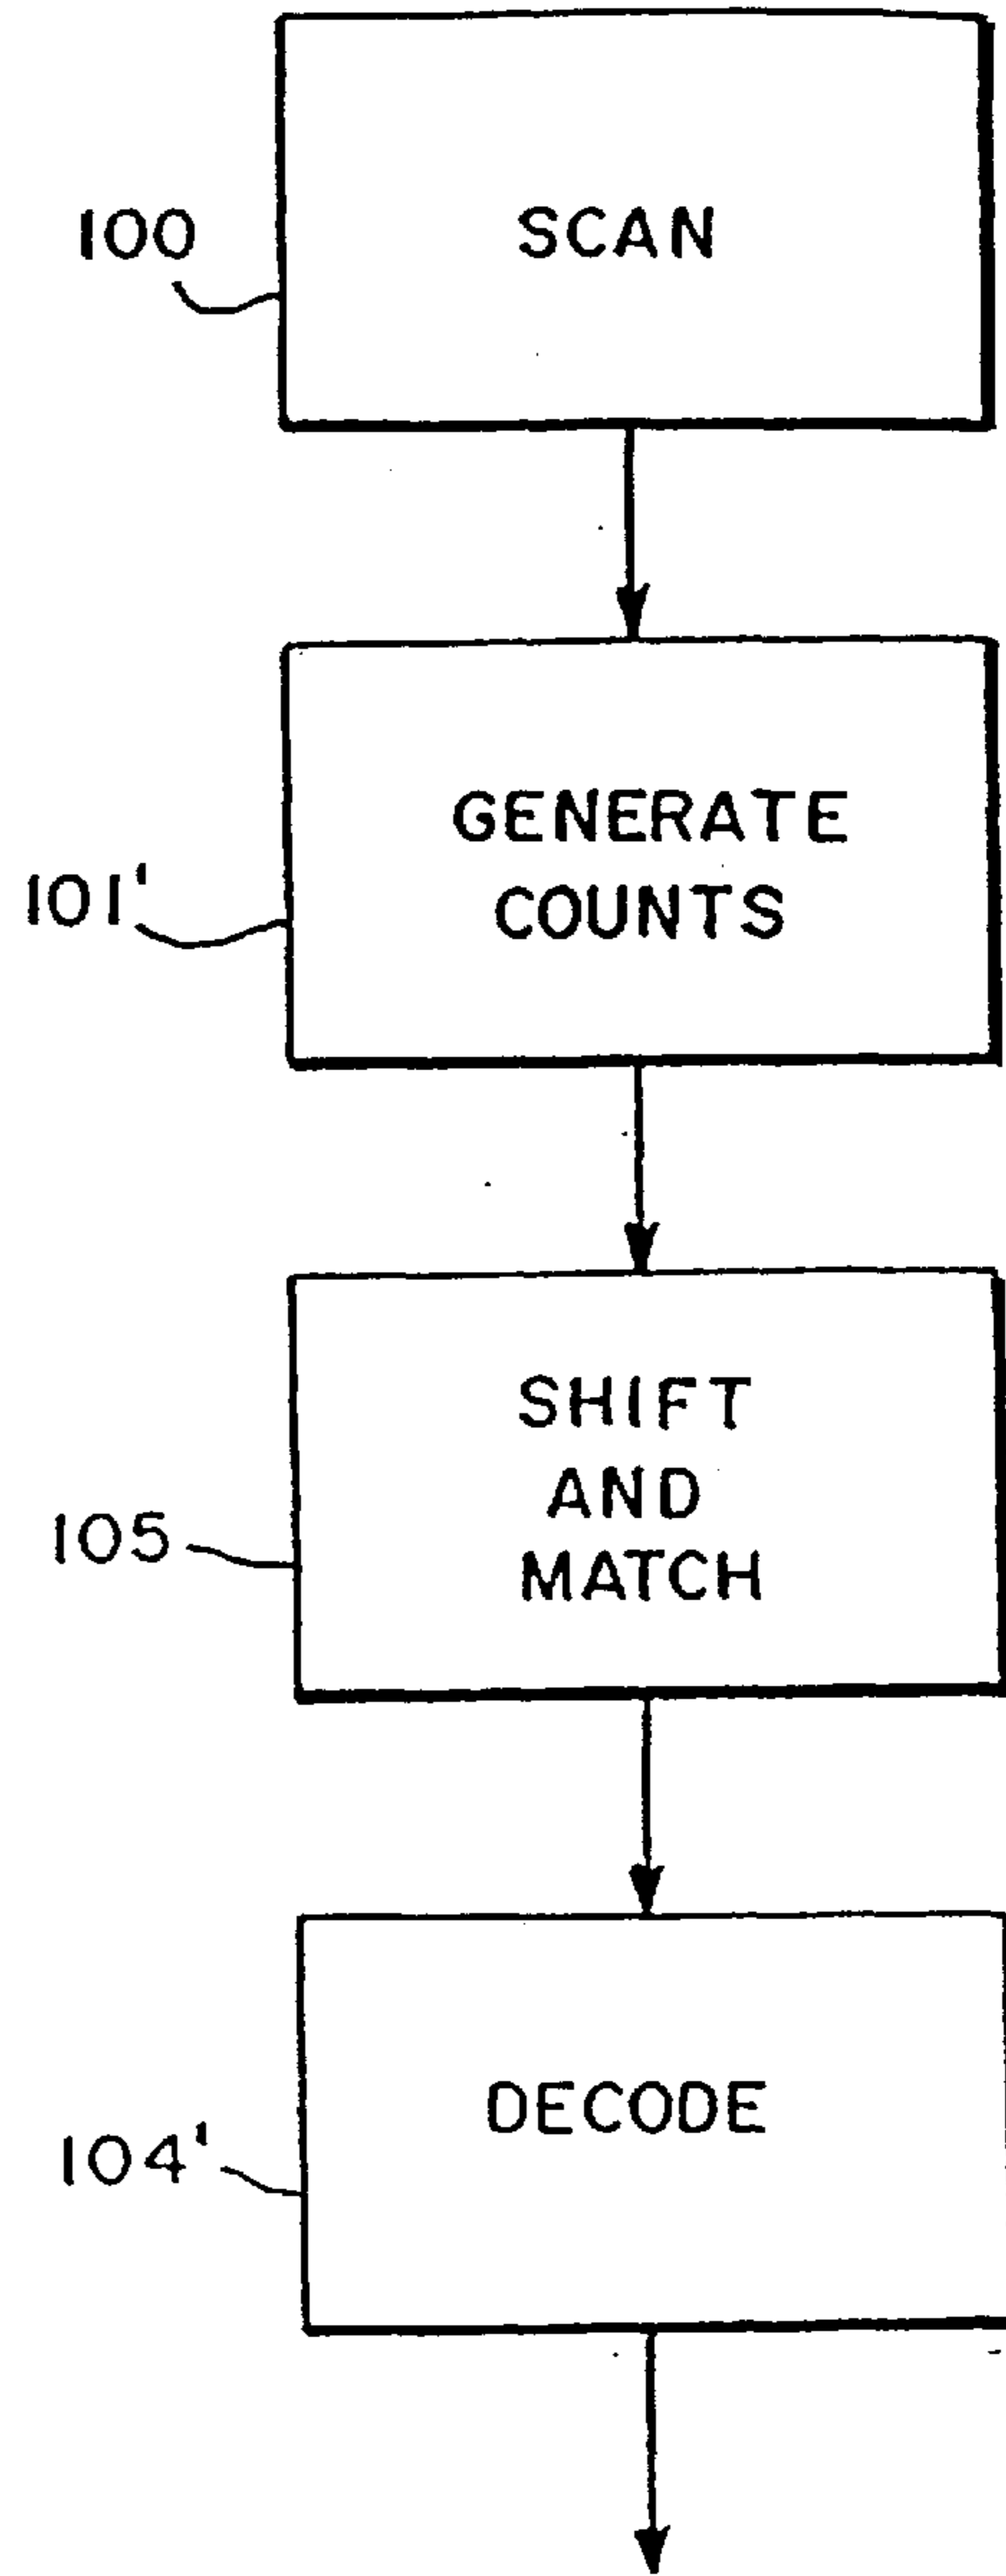 100
SCAN
101'
GENERATE
COUNTS
105
SHIFT
AND
MATCH
104'
DECODE